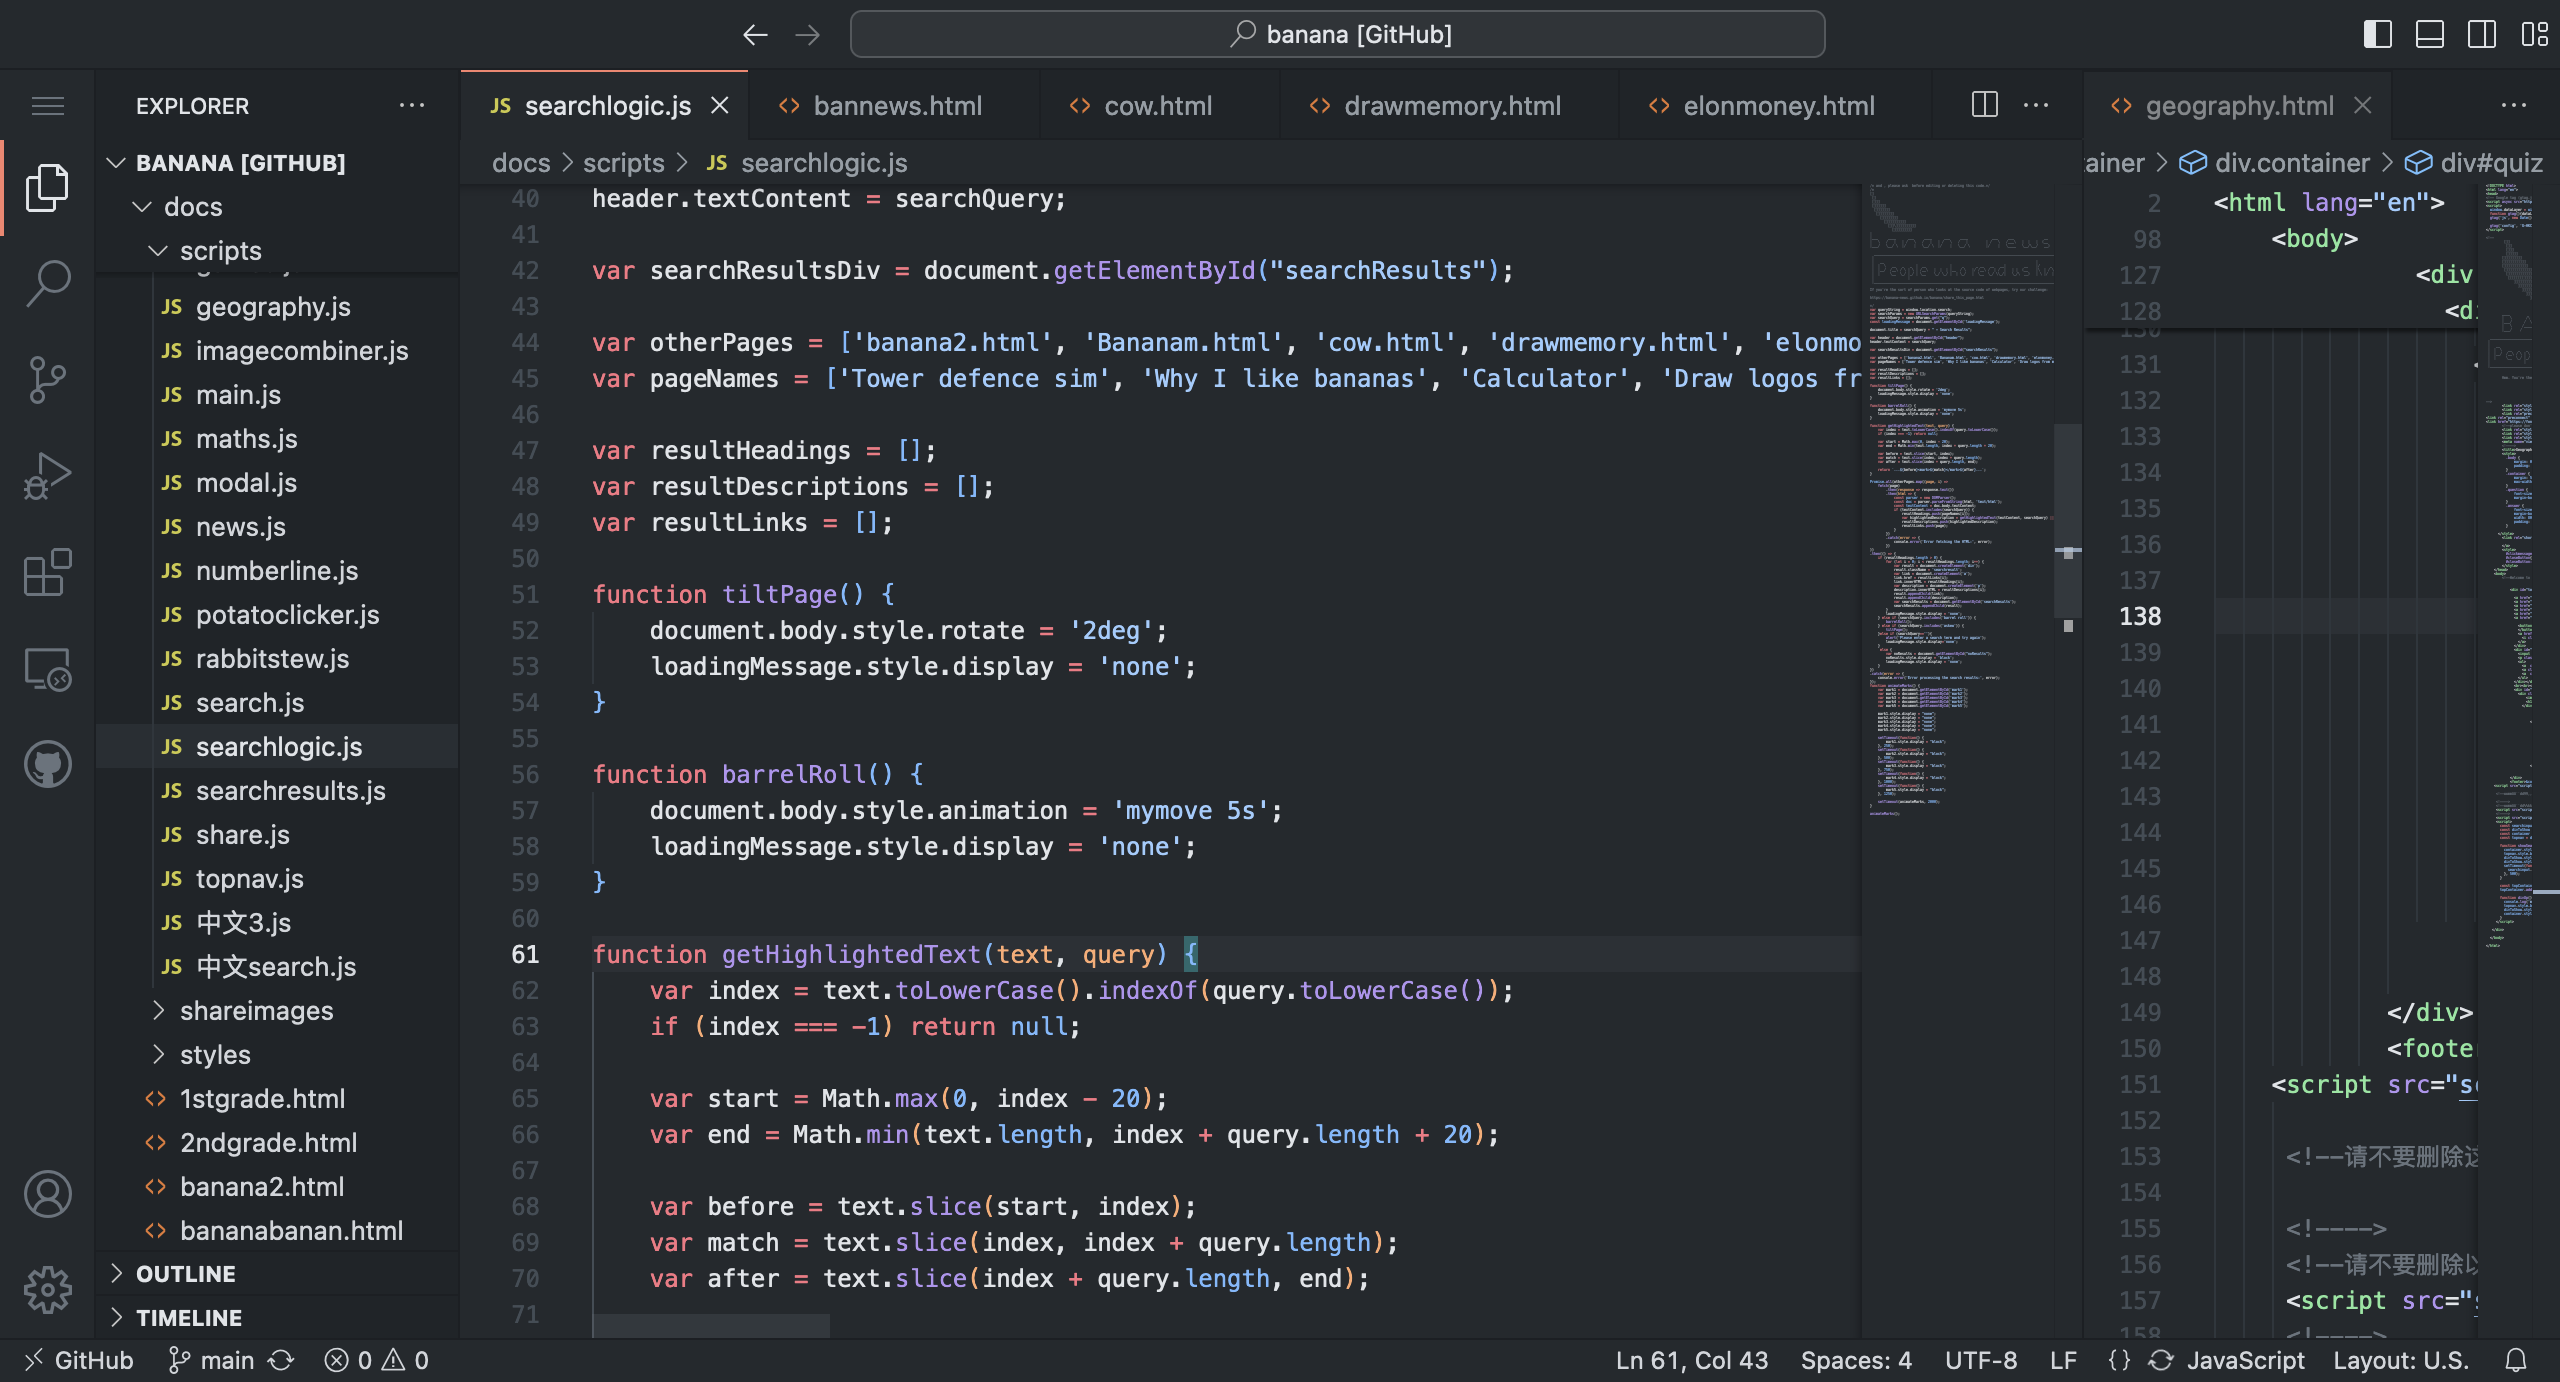 banana [GitHub]
EXPLORER
BANANA [GITHUB]
docs
scripts
geography.js
imagecombiner.js
main.js
maths.js
modal.js
news.js
numberline.js
potatoclicker.js
rabbitstew.js
search.js
searchlogic.js
searchresults.js
share.js
topnav.js
中文3.js
中文search.js
shareimages
styles
1stgrade.html
2ndgrade.html
banana2.html
bananabanan.html
OUTLINE
TIMELINE
JS searchlogic.js bannews.html cow.html drawmemory.html elonmoney.html
docs > scripts > JS searchlogic.js
40 header.textContent = searchQuery;
41
42 var searchResultsDiv = document.getElementById("searchResults");
43
44 var otherPages = ['banana2.html', 'Bananam.html', 'cow.html', 'drawmemory.html', 'elonmo
45 var pageNames = ['Tower defence sim', 'Why I like bananas', 'Calculator', 'Draw logos fr
46
47 var resultHeadings = [];
48 var resultDescriptions = [];
49 var resultLinks = [];
50
51 function tiltPage() {
52 document.body.style.rotate = '2deg';
53 loadingMessage.style.display = 'none';
54 }
55
56 function barrelRoll() {
57 document.body.style.animation = 'mymove 5s';
58 loadingMessage.style.display = 'none';
59 }
60
61 function getHighlightedText(text, query) {
62 var index = text.toLowerCase().indexOf(query.toLowerCase());
63 if (index === -1) return null;
64
65 var start = Math.max(0, index - 20);
66 var end = Math.min(text.length, index + query.length + 20);
67
68 var before = text.slice(start, index);
69 var match = text.slice(index, index + query.length);
70 var after = text.slice(index + query.length, end);
71
banana news
geography.html
tainer > div.container > div#quiz
2 <html lang="en">
98 <body>
127 <div
128 <di
131 <
132
133
134
135
136
137
138
139
140
141
142
143
144
145
146
147
148
149 </div>
150 <foote
151 <script src="sc
152
153 <!--请不要删除这
154
155 <!---->
156 <!--请不要删除以
157 <script src="s
158 <!---->
GitHub main 0 0 Ln 61, Col 43 Spaces: 4 UTF-8 LF {} JavaScript Layout: U.S.